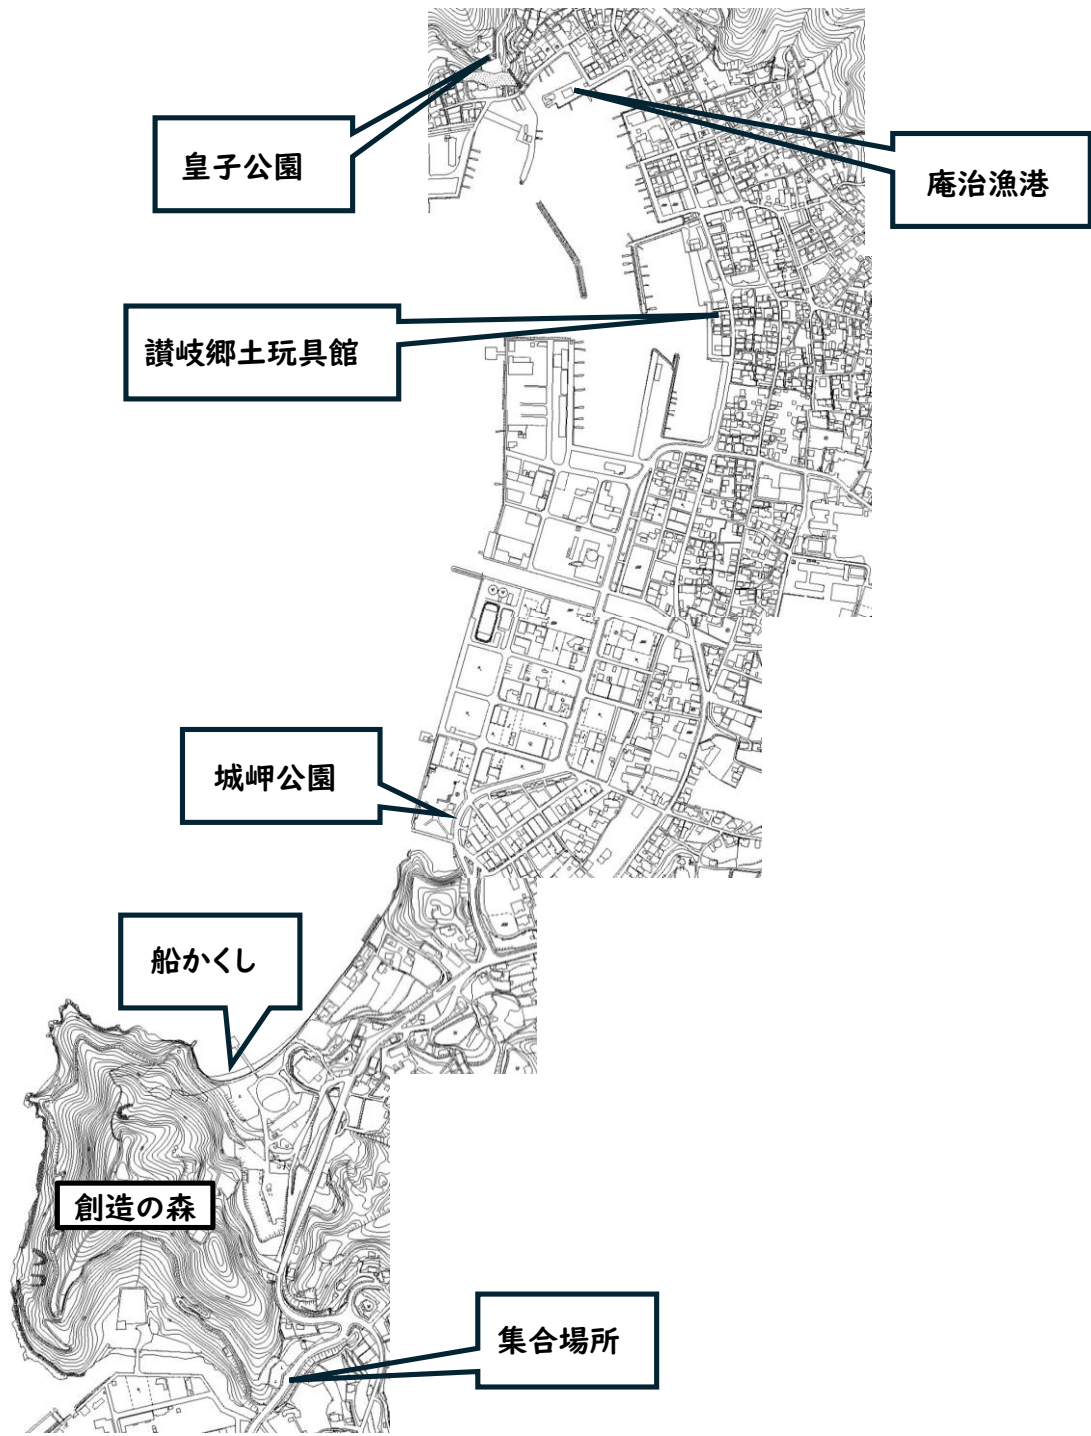 皇子公園
庵治漁港
讃岐郷土玩具館
城岬公園
船かくし
創造の森
集合場所